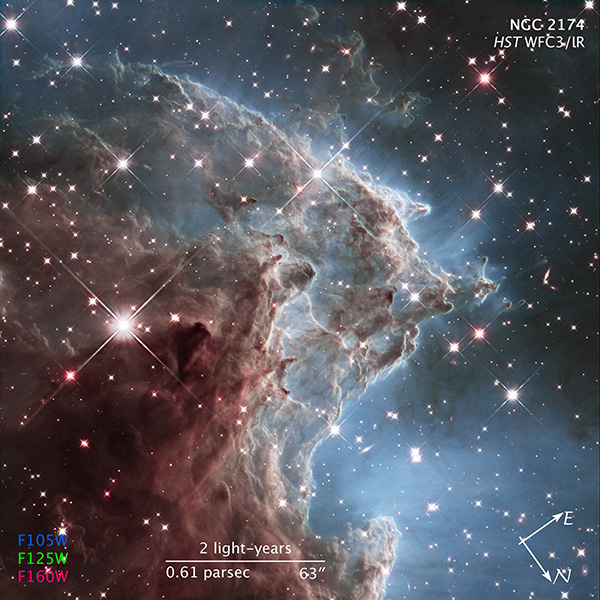 NGC 2174
HST WFC3/IR
F105W
F125W
F160W
2 light-years
0.61 parsec 63″
E
N